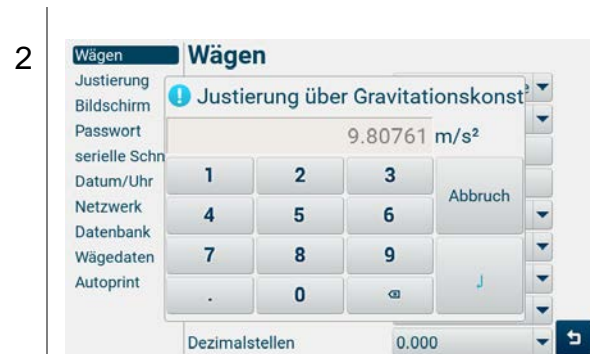 2
Wägen
Wägen
Justierung
Bildschirm
Passwort
serielle Schn
Datum/Uhr
Netzwerk
Datenbank
Wägedaten
Autoprint
Justierung über Gravitationskonst
9.80761 m/s²
1 2 3
Abbruch
4 5 6
7 8 9
. 0
Dezimalstellen 0.000